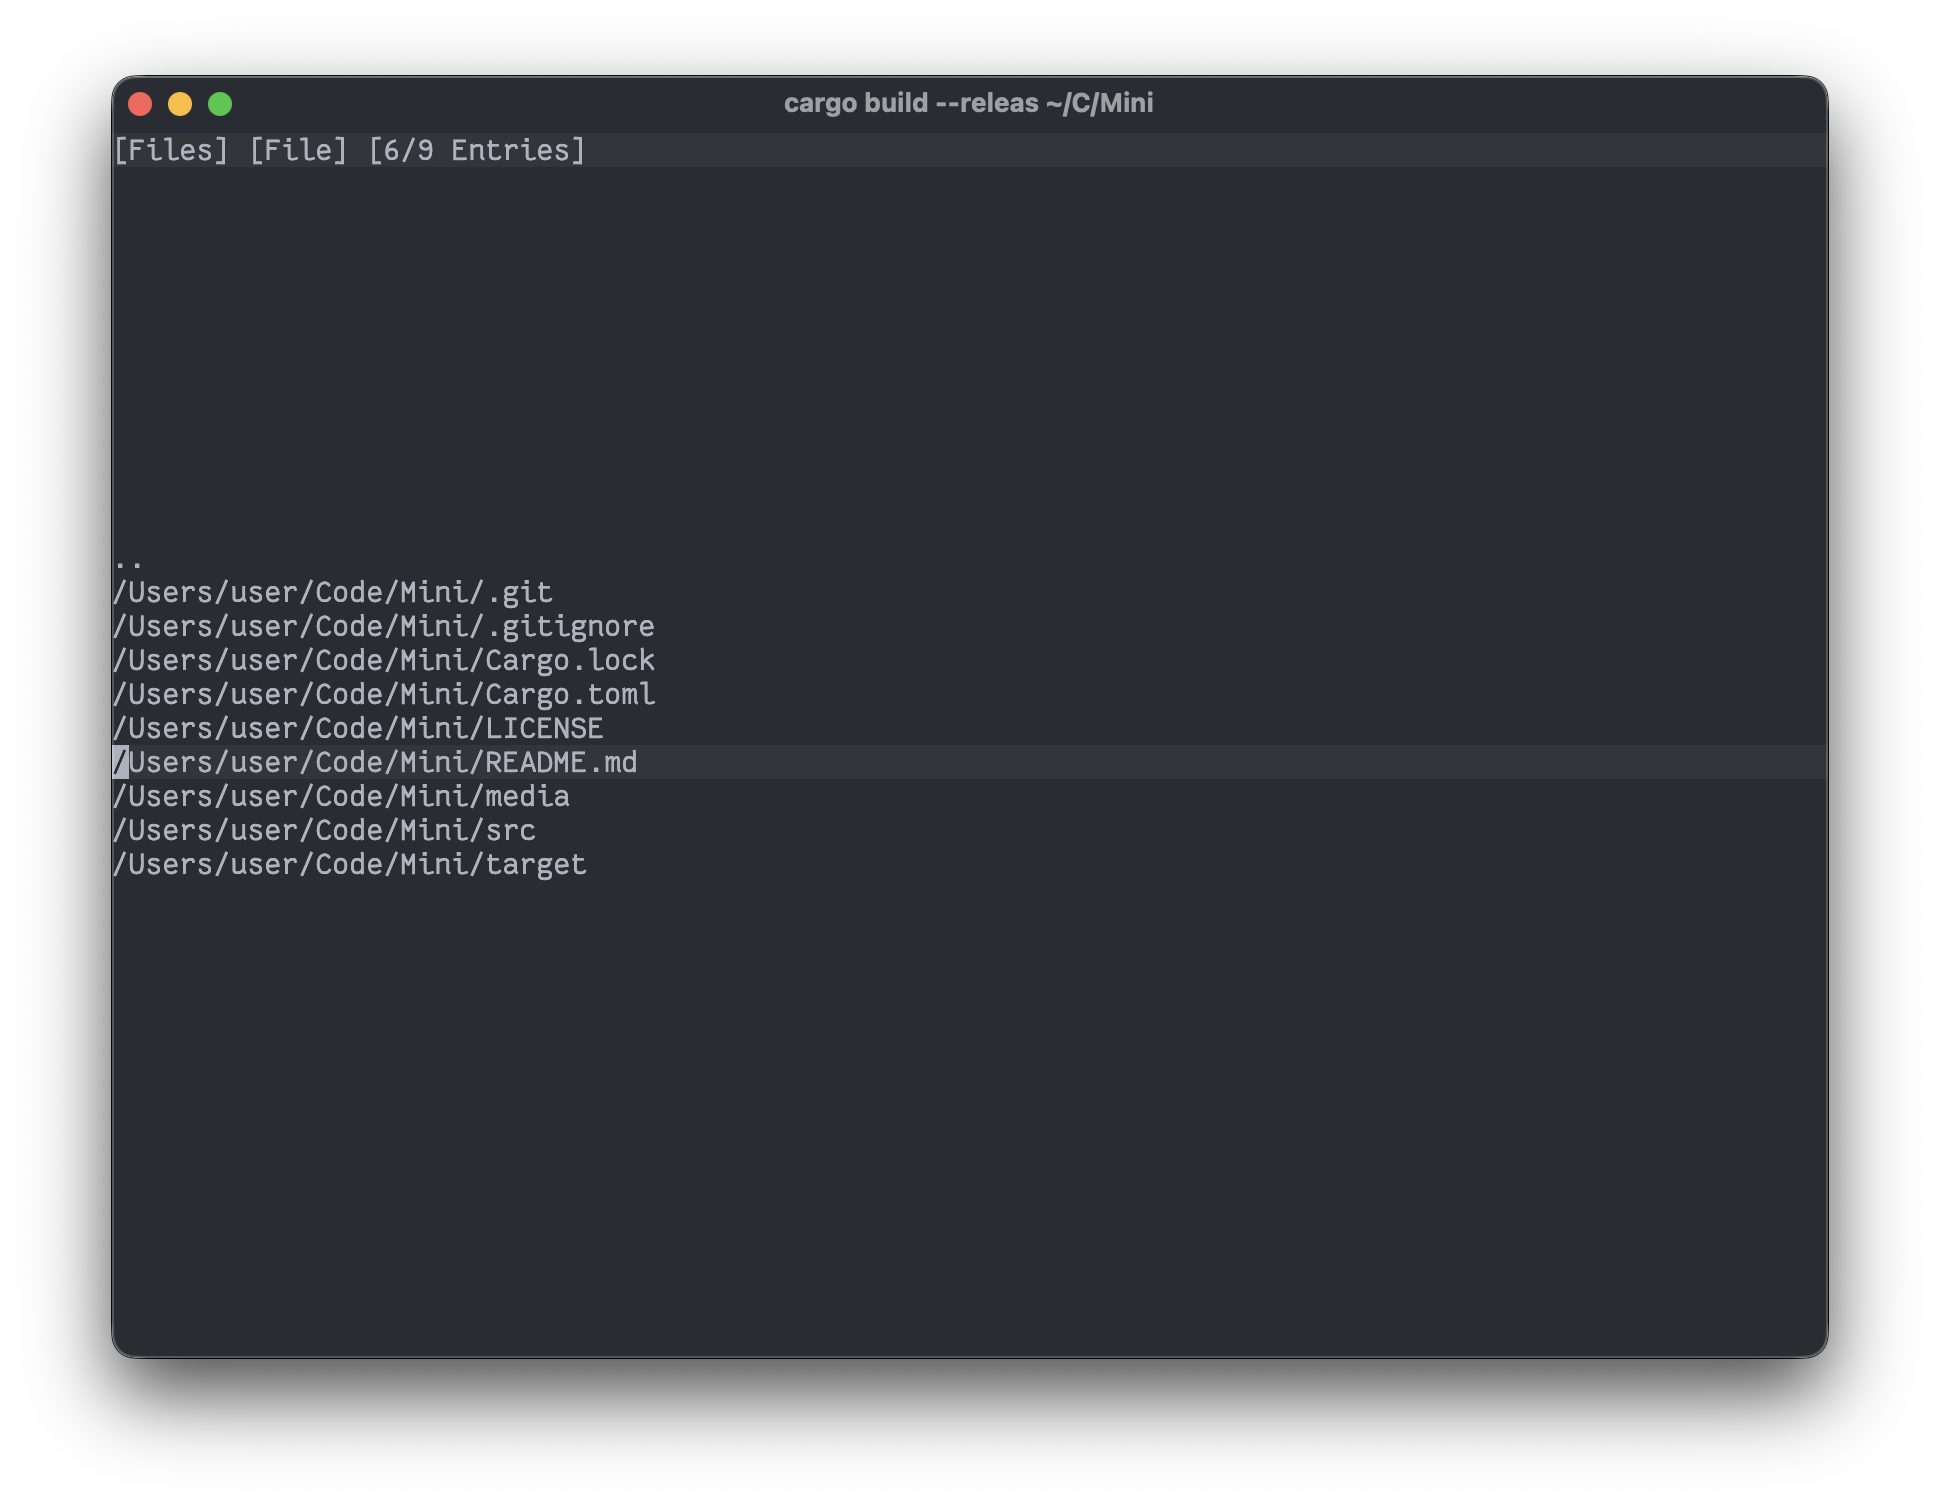 cargo build --releas ~/C/Mini
[Files] [File] [6/9 Entries]
..
/Users/user/Code/Mini/.git
/Users/user/Code/Mini/.gitignore
/Users/user/Code/Mini/Cargo.lock
/Users/user/Code/Mini/Cargo.toml
/Users/user/Code/Mini/LICENSE
/Users/user/Code/Mini/README.md
/Users/user/Code/Mini/media
/Users/user/Code/Mini/src
/Users/user/Code/Mini/target